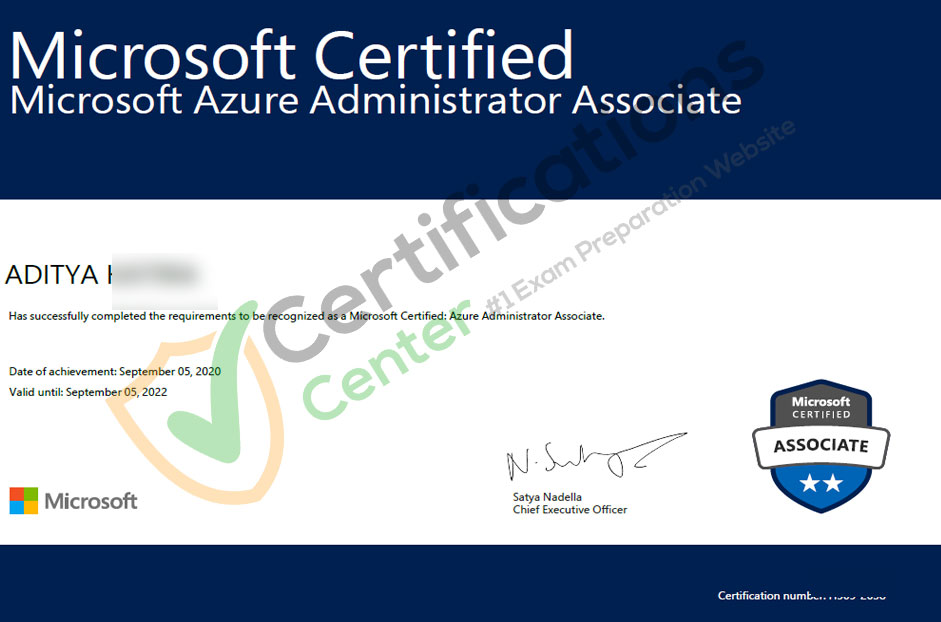 Microsoft Certified
Microsoft Azure Administrator Associate
Certifications
Center #1 Exam Preparation Website
ADITYA
Has successfully completed the requirements to be recognized as a Microsoft Certified: Azure Administrator Associate.
Date of achievement: September 05, 2020
Valid until: September 05, 2022
Microsoft
CERTIFIED
ASSOCIATE
N. Satya
Satya Nadella
Chief Executive Officer
Microsoft
Certification number: